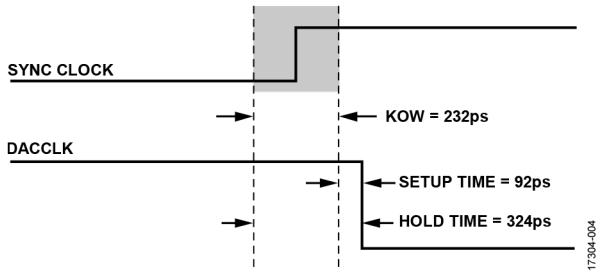 SYNC CLOCK
KOW = 232ps
DACCLK
SETUP TIME = 92ps
HOLD TIME = 324ps
17304-004